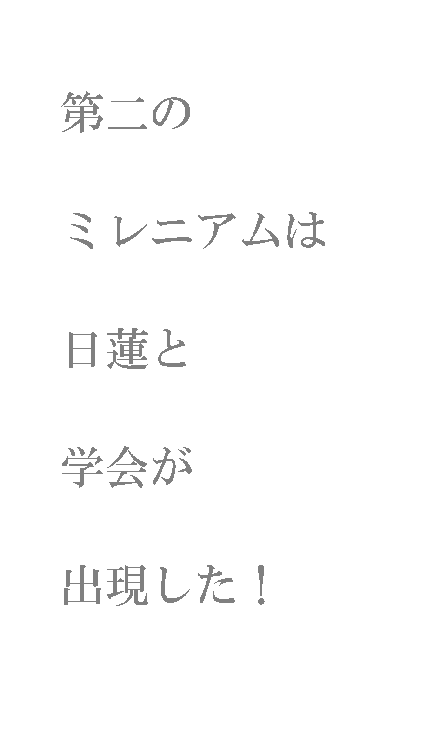 第二の
ミレニアムは
日蓮と
学会が
出現した！